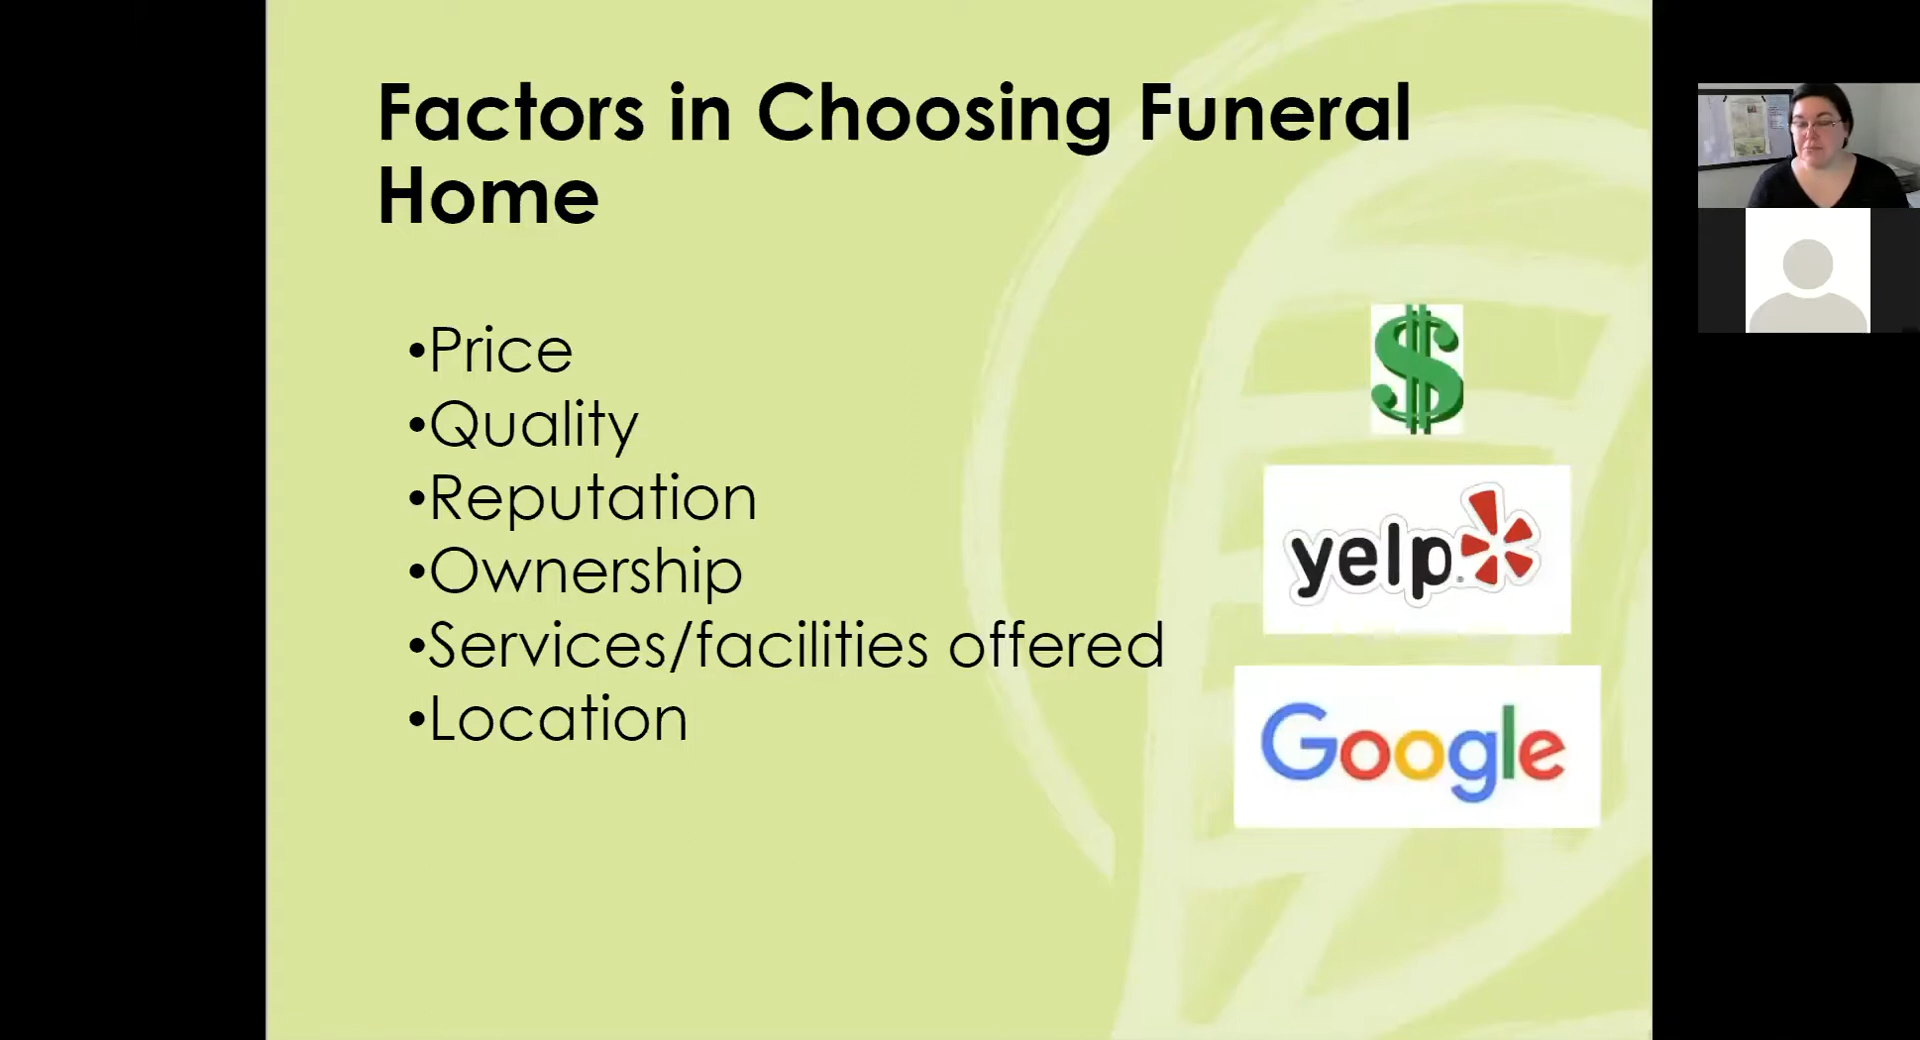 Factors in Choosing Funeral
Home
•Price
•Quality
•Reputation
•Ownership
•Services/facilities offered
•Location
$
yelp
Google